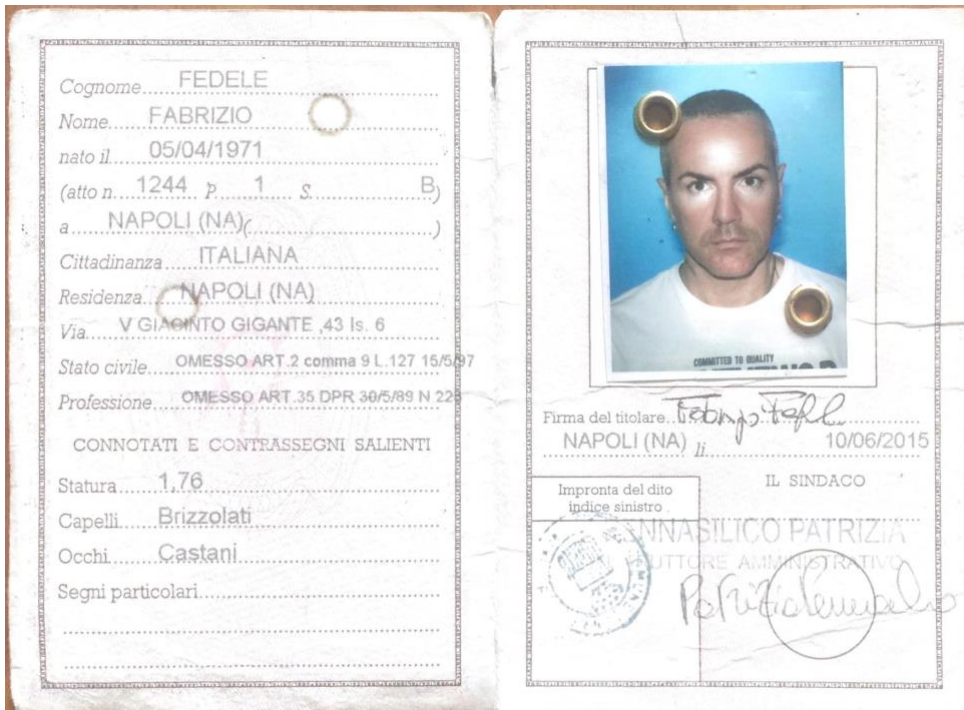 Cognome FEDELE
Nome FABRIZIO
nato il 05/04/1971
(atto n. 1244 P. 1 S. B)
a NAPOLI (NA)( )
Cittadinanza ITALIANA
Residenza NAPOLI (NA)
Via V GIACINTO GIGANTE ,43 Is. 6
Stato civile OMESSO ART.2 comma 9 L.127 15/5/97
Professione OMESSO ART.35 DPR 30/5/89 N 223
CONNOTATI E CONTRASSEGNI SALIENTI
Statura 1,76
Capelli Brizzolati
Occhi Castani
Segni particolari
COMMITTED TO QUALITY
Firma del titolare
NAPOLI (NA) li 10/06/2015
Impronta del dito
indice sinistro
IL SINDACO
PATRIZIA
AMMINISTRATIVO